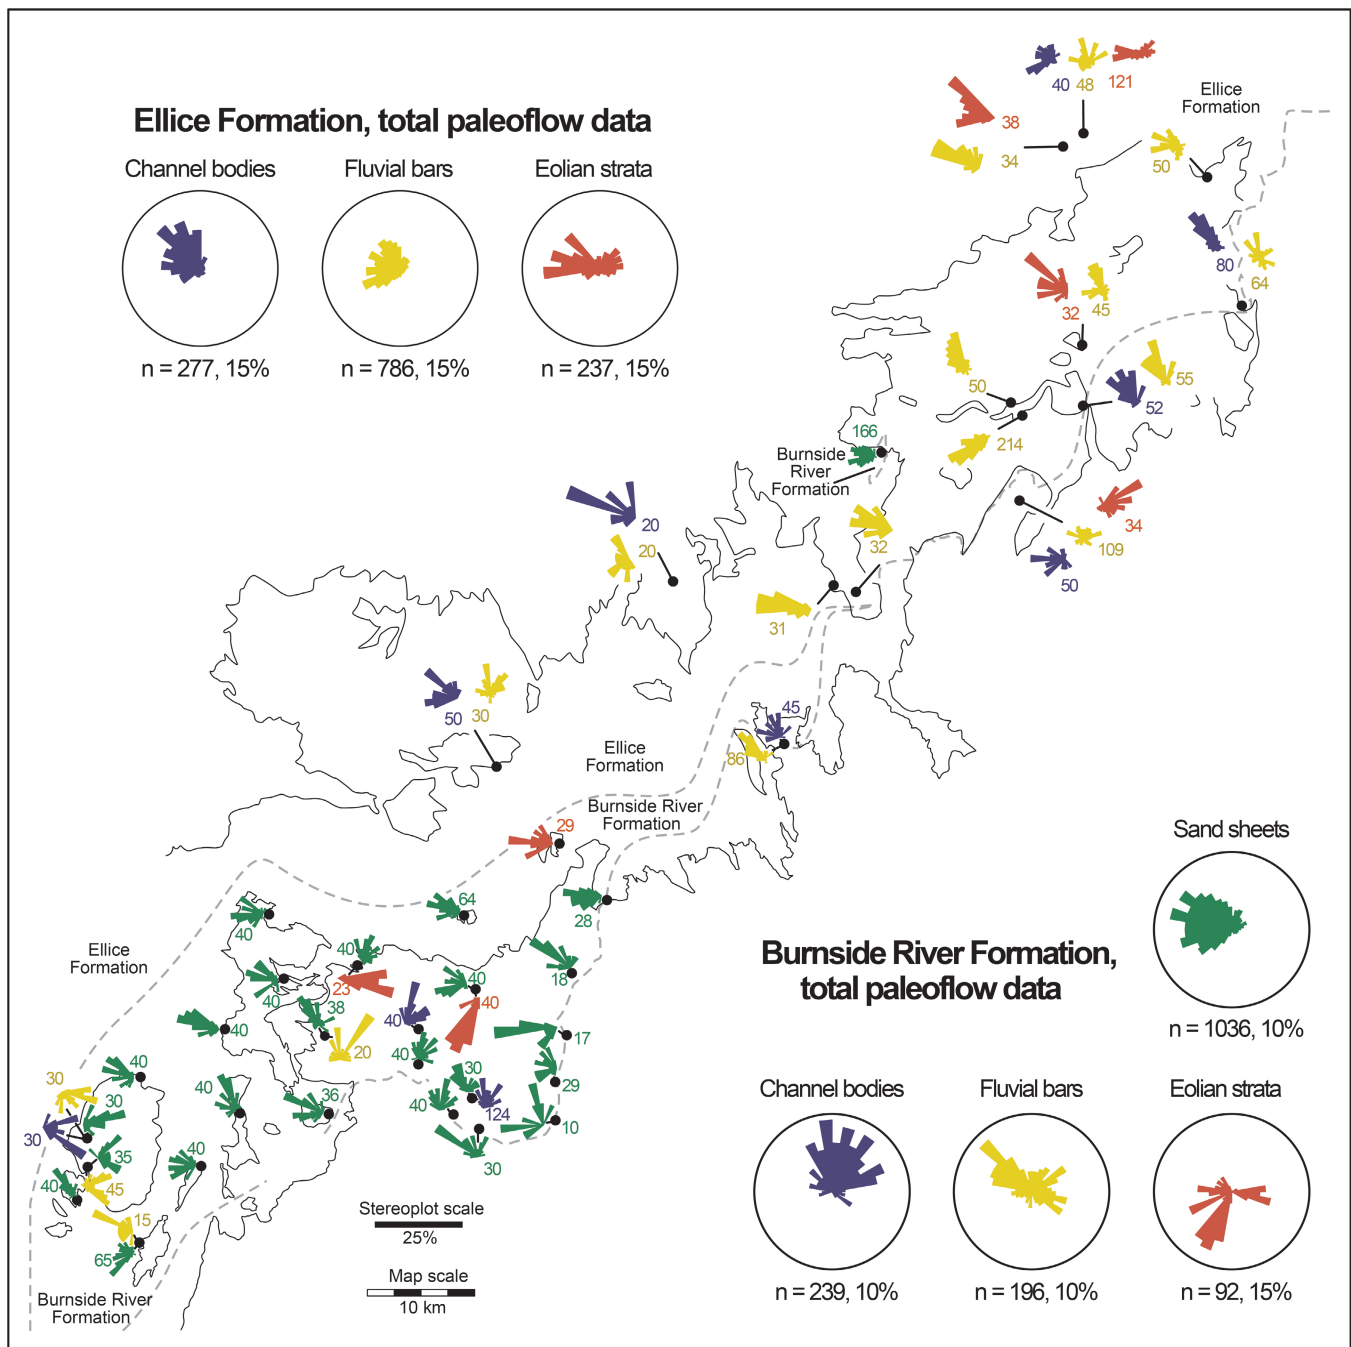 Ellice Formation, total paleoflow data
Channel bodies
Fluvial bars
Eolian strata
n = 277, 15%
n = 786, 15%
n = 237, 15%
40
48
121
38
34
Ellice
Formation
50
80
64
32
45
50
55
52
214
166
Burnside
River
Formation
34
109
50
32
20
20
31
50
30
45
86
Ellice
Formation
Burnside River
Formation
29
64
28
40
40
18
40
23
40
40
38
20
40
40
40
17
29
10
30
124
40
30
36
40
40
40
30
30
30
35
40
45
40
15
65
Ellice
Formation
Burnside River
Formation
Stereoplot scale
25%
Map scale
10 km
Sand sheets
n = 1036, 10%
Burnside River Formation,
total paleoflow data
Channel bodies
Fluvial bars
Eolian strata
n = 239, 10%
n = 196, 10%
n = 92, 15%